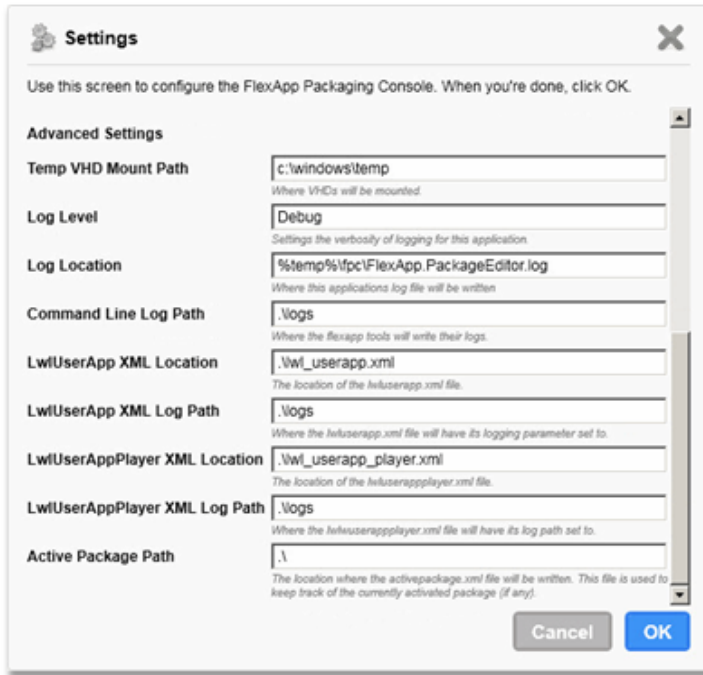 Settings
Use this screen to configure the FlexApp Packaging Console. When you're done, click OK.
Advanced Settings
Temp VHD Mount Path
c:\windows\temp
Where VHDs will be mounted.
Log Level
Debug
Settings the verbosity of logging for this application.
Log Location
%temp%\fpc\FlexApp.PackageEditor.log
Where this applications log file will be written
Command Line Log Path
.\logs
Where the flexapp tools will write their logs.
LwlUserApp XML Location
.\lwl_userapp.xml
The location of the lwluserapp.xml file.
LwlUserApp XML Log Path
.\logs
Where the lwluserapp.xml file will have its logging parameter set to.
LwlUserAppPlayer XML Location
.\lwl_userapp_player.xml
The location of the lwluserappplayer.xml file.
LwlUserAppPlayer XML Log Path
.\logs
Where the lwlwuserappplayer.xml file will have its log path set to.
Active Package Path
.\
The location where the activepackage.xml file will be written. This file is used to
keep track of the currently activated package (if any).
Cancel
OK